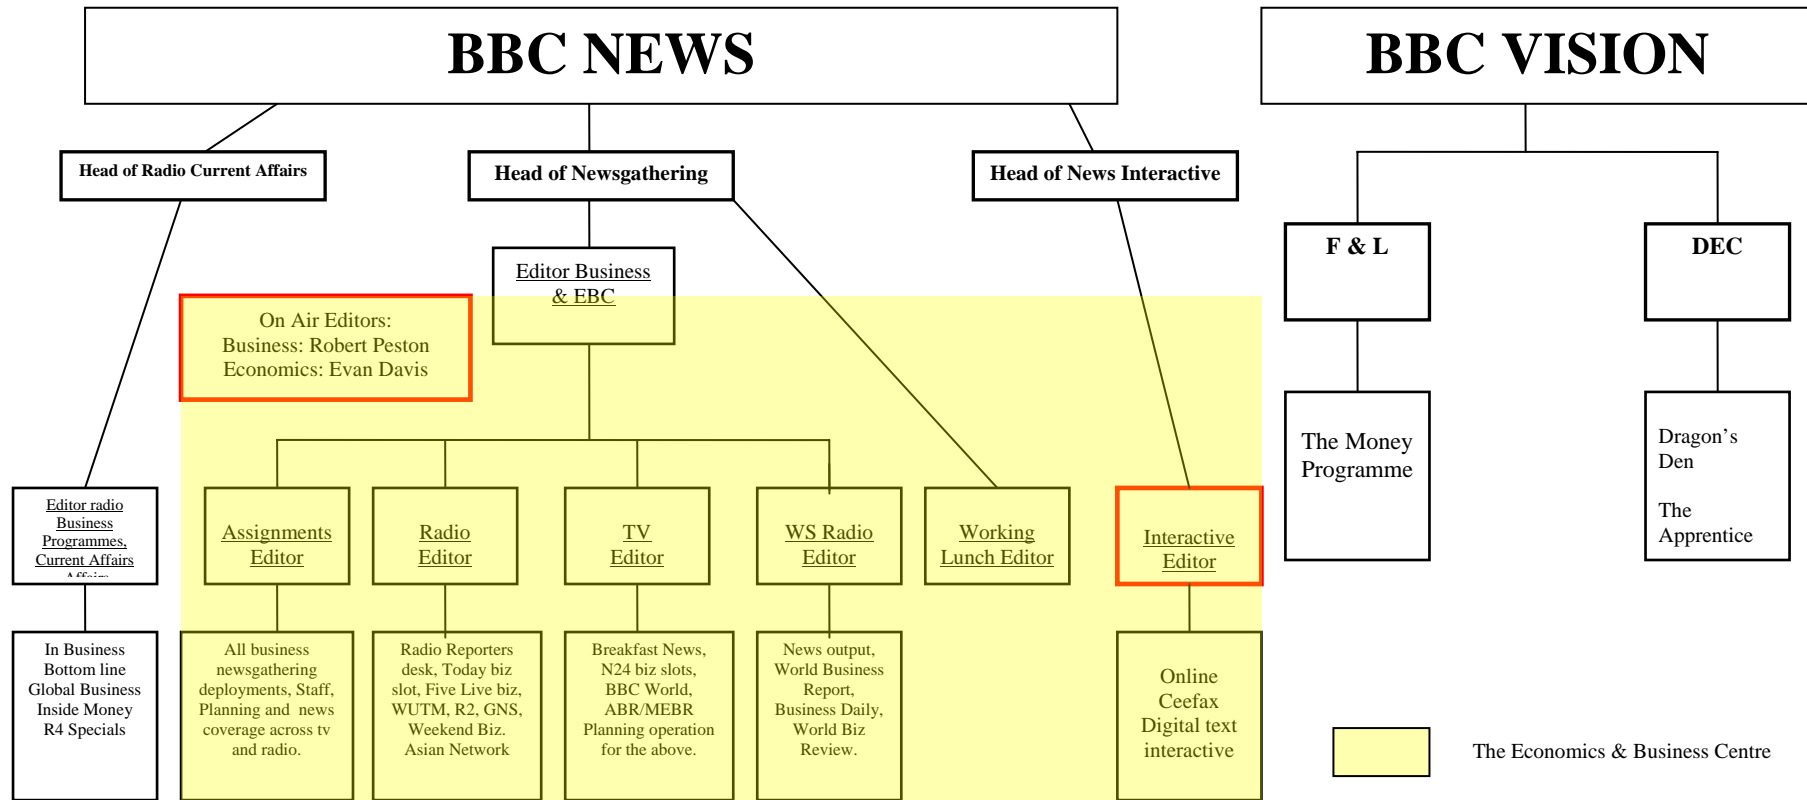 BBC NEWS
BBC VISION
Head of Radio Current Affairs
Head of Newsgathering
Head of News Interactive
F & L
DEC
Editor Business
& EBC
On Air Editors:
Business: Robert Peston
Economics: Evan Davis
The Money
Programme
Dragon’s
Den
The
Apprentice
Editor radio
Business
Programmes,
Current Affairs
Affairs
Assignments
Editor
Radio
Editor
TV
Editor
WS Radio
Editor
Working
Lunch Editor
Interactive
Editor
In Business
Bottom line
Global Business
Inside Money
R4 Specials
All business
newsgathering
deployments, Staff,
Planning and news
coverage across tv
and radio.
Radio Reporters
desk, Today biz
slot, Five Live biz,
WUTM, R2, GNS,
Weekend Biz.
Asian Network
Breakfast News,
N24 biz slots,
BBC World,
ABR/MEBR
Planning operation
for the above.
News output,
World Business
Report,
Business Daily,
World Biz
Review.
Online
Ceefax
Digital text
interactive
The Economics & Business Centre